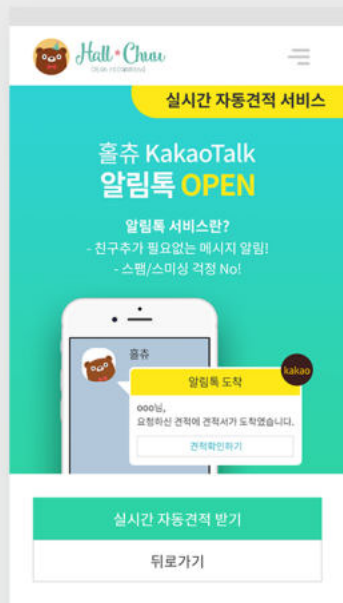 Hall*Chuu
실시간 자동견적 서비스
홀츄 KakaoTalk
알림톡 OPEN
알림톡 서비스란?
- 친구추가 필요없는 메시지 알림!
- 스팸/스미싱 걱정 No!
홀츄
kakao
알림톡 도착
ooo님,
요청하신 견적에 견적서가 도착였습니다.
견적확인하기
실시간 자동견적 받기
뒤로가기